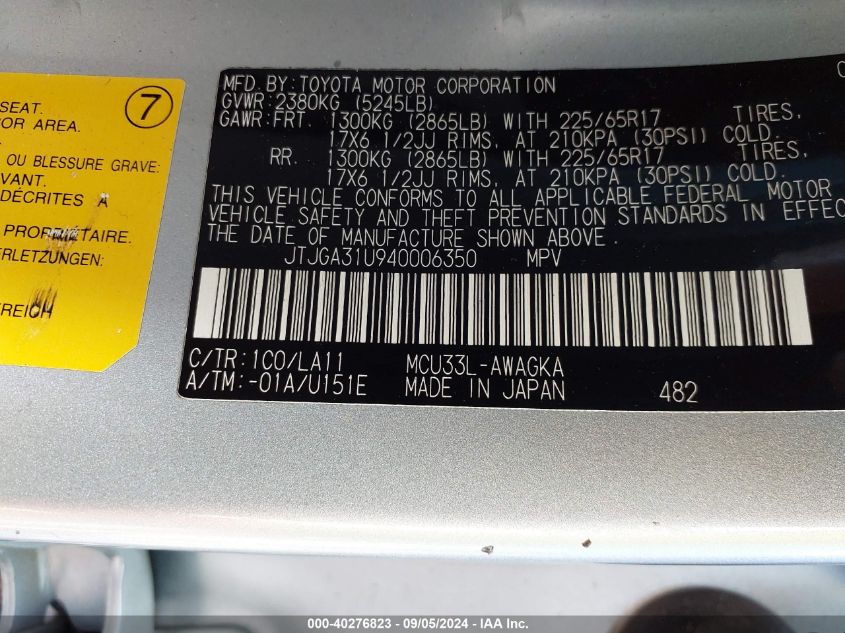 SEAT.
OR AREA.
OU BLESSURE GRAVE:
VANT.
DÉCRITES À
PROPRIÉTAIRE.
ERLETZUNGEN:
REICH
7
MFD.BY:TOYOTA MOTOR CORPORATION
GVWR:2380KG (5245LB)
GAWR:FRT. 1300KG (2865LB) WITH 225/65R17 TIRES,
17X6 1/2JJ RIMS, AT 210KPA (30PSI) COLD.
RR. 1300KG (2865LB) WITH 225/65R17 TIRES,
17X6 1/2JJ RIMS, AT 210KPA (30PSI) COLD.
THIS VEHICLE CONFORMS TO ALL APPLICABLE FEDERAL MOTOR
VEHICLE SAFETY AND THEFT PREVENTION STANDARDS IN EFFEC
THE DATE OF MANUFACTURE SHOWN ABOVE.
JTJGA31U940006350 MPV
C/TR:1C0/LA11 MCU33L-AWAGKA
A/TM:-01A/U151E MADE IN JAPAN 482
000-40276823 - 09/05/2024 - IAA Inc.